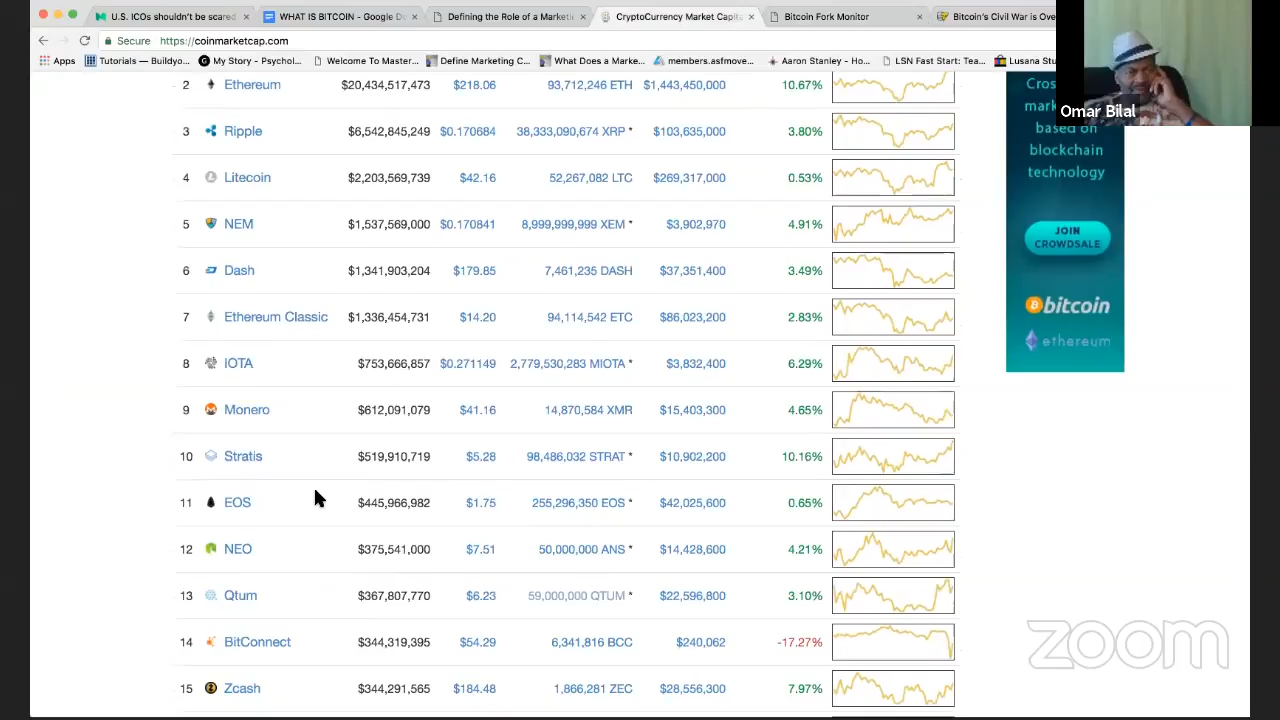 U.S. ICOs shouldn't be scared
WHAT IS BITCOIN - Google Do
Defining the Role of a Marketin
CryptoCurrency Market Capita
Bitcoin Fork Monitor
Bitcoin's Civil War is Ove
Secure https://coinmarketcap.com
Apps
Tutorials — Buildyo...
My Story - Psychol...
Welcome To Master...
Define Marketing C...
What Does a Marke...
members.asfmove...
Aaron Stanley - Ho...
LSN Fast Start: Tea...
Lusana Stu
2 Ethereum $20,434,517,473 $218.06 93,712,246 ETH $1,443,450,000 10.67%
3 Ripple $6,542,845,249 $0.170684 38,333,090,674 XRP * $103,635,000 3.80%
4 Litecoin $2,203,569,739 $42.16 52,267,082 LTC $269,317,000 0.53%
5 NEM $1,537,569,000 $0.170841 8,999,999,999 XEM * $3,902,970 4.91%
6 Dash $1,341,903,204 $179.85 7,461,235 DASH $37,351,400 3.49%
7 Ethereum Classic $1,336,454,731 $14.20 94,114,542 ETC $86,023,200 2.83%
8 IOTA $753,666,857 $0.271149 2,779,530,283 MIOTA * $3,832,400 6.29%
9 Monero $612,091,079 $41.16 14,870,584 XMR $15,403,300 4.65%
10 Stratis $519,910,719 $5.28 98,486,032 STRAT * $10,902,200 10.16%
11 EOS $445,966,982 $1.75 255,296,350 EOS * $42,025,600 0.65%
12 NEO $375,541,000 $7.51 50,000,000 ANS * $14,428,600 4.21%
13 Qtum $367,807,770 $6.23 59,000,000 QTUM * $22,596,800 3.10%
14 BitConnect $344,319,395 $54.29 6,341,816 BCC $240,062 -17.27%
15 Zcash $344,291,565 $184.48 1,866,281 ZEC $28,556,300 7.97%
Omar Bilal
based on
blockchain
technology
JOIN
CROWDSALE
bitcoin
ethereum
zoom